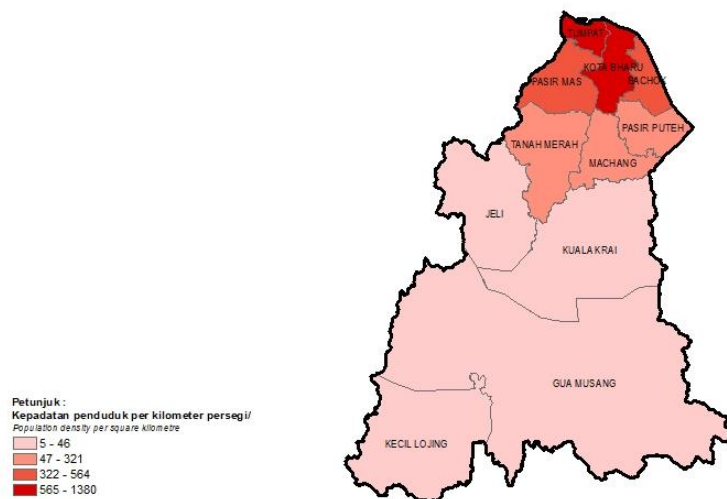 TUMPAT
KOTA BHARU
PASIR MAS
BACHOK
PASIR PUTEH
TANAH MERAH
MACHANG
JELI
KUALA KRAI
GUA MUSANG
KECIL LOJING
Petunjuk :
Kepadatan penduduk per kilometer persegi/
Population density per square kilometre
5 - 46
47 - 321
322 - 564
565 - 1380